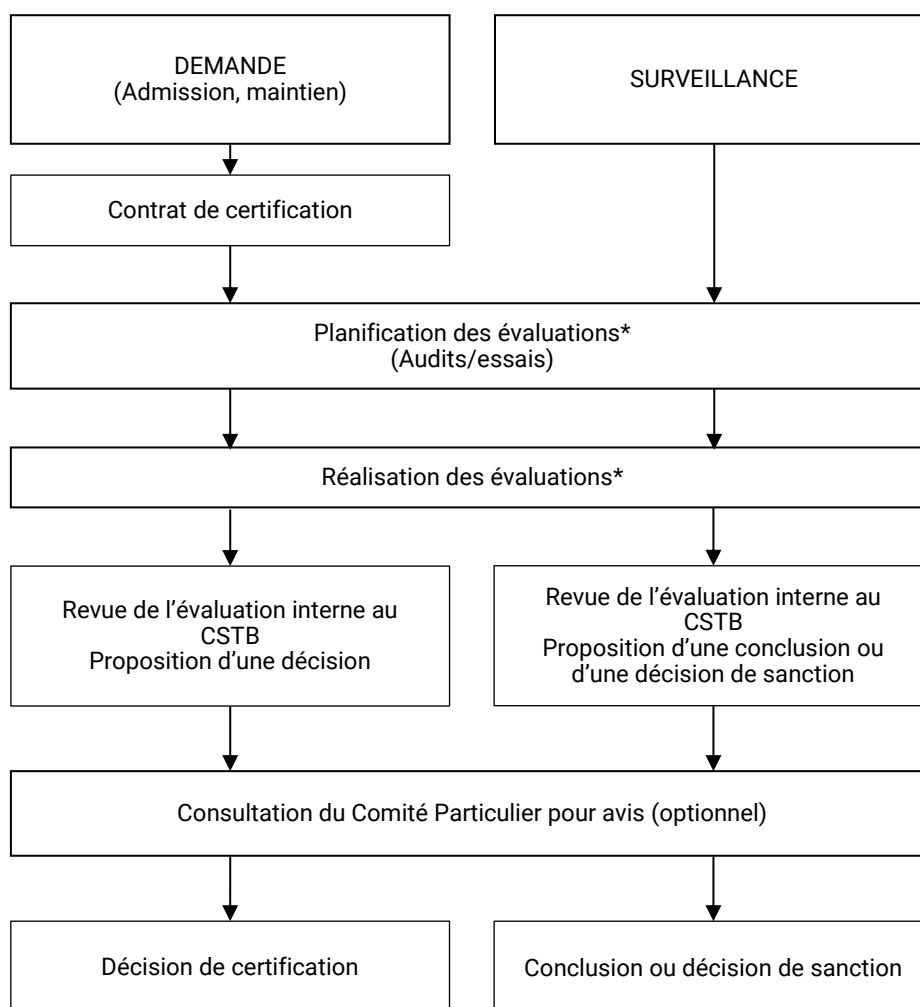 DEMANDE
(Admission, maintien)
SURVEILLANCE
Contrat de certification
Planification des évaluations*
(Audits/essais)
Réalisation des évaluations*
Revue de l’évaluation interne au
CSTB
Proposition d’une décision
Revue de l’évaluation interne au
CSTB
Proposition d’une conclusion ou
d’une décision de sanction
Consultation du Comité Particulier pour avis (optionnel)
Décision de certification
Conclusion ou décision de sanction